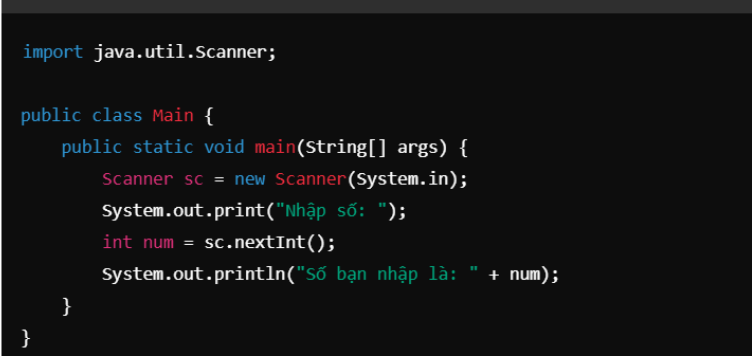 import java.util.Scanner;
public class Main {
public static void main(String[] args) {
Scanner sc = new Scanner(System.in);
System.out.print("Nhập số: ");
int num = sc.nextInt();
System.out.println("Số bạn nhập là: " + num);
}
}